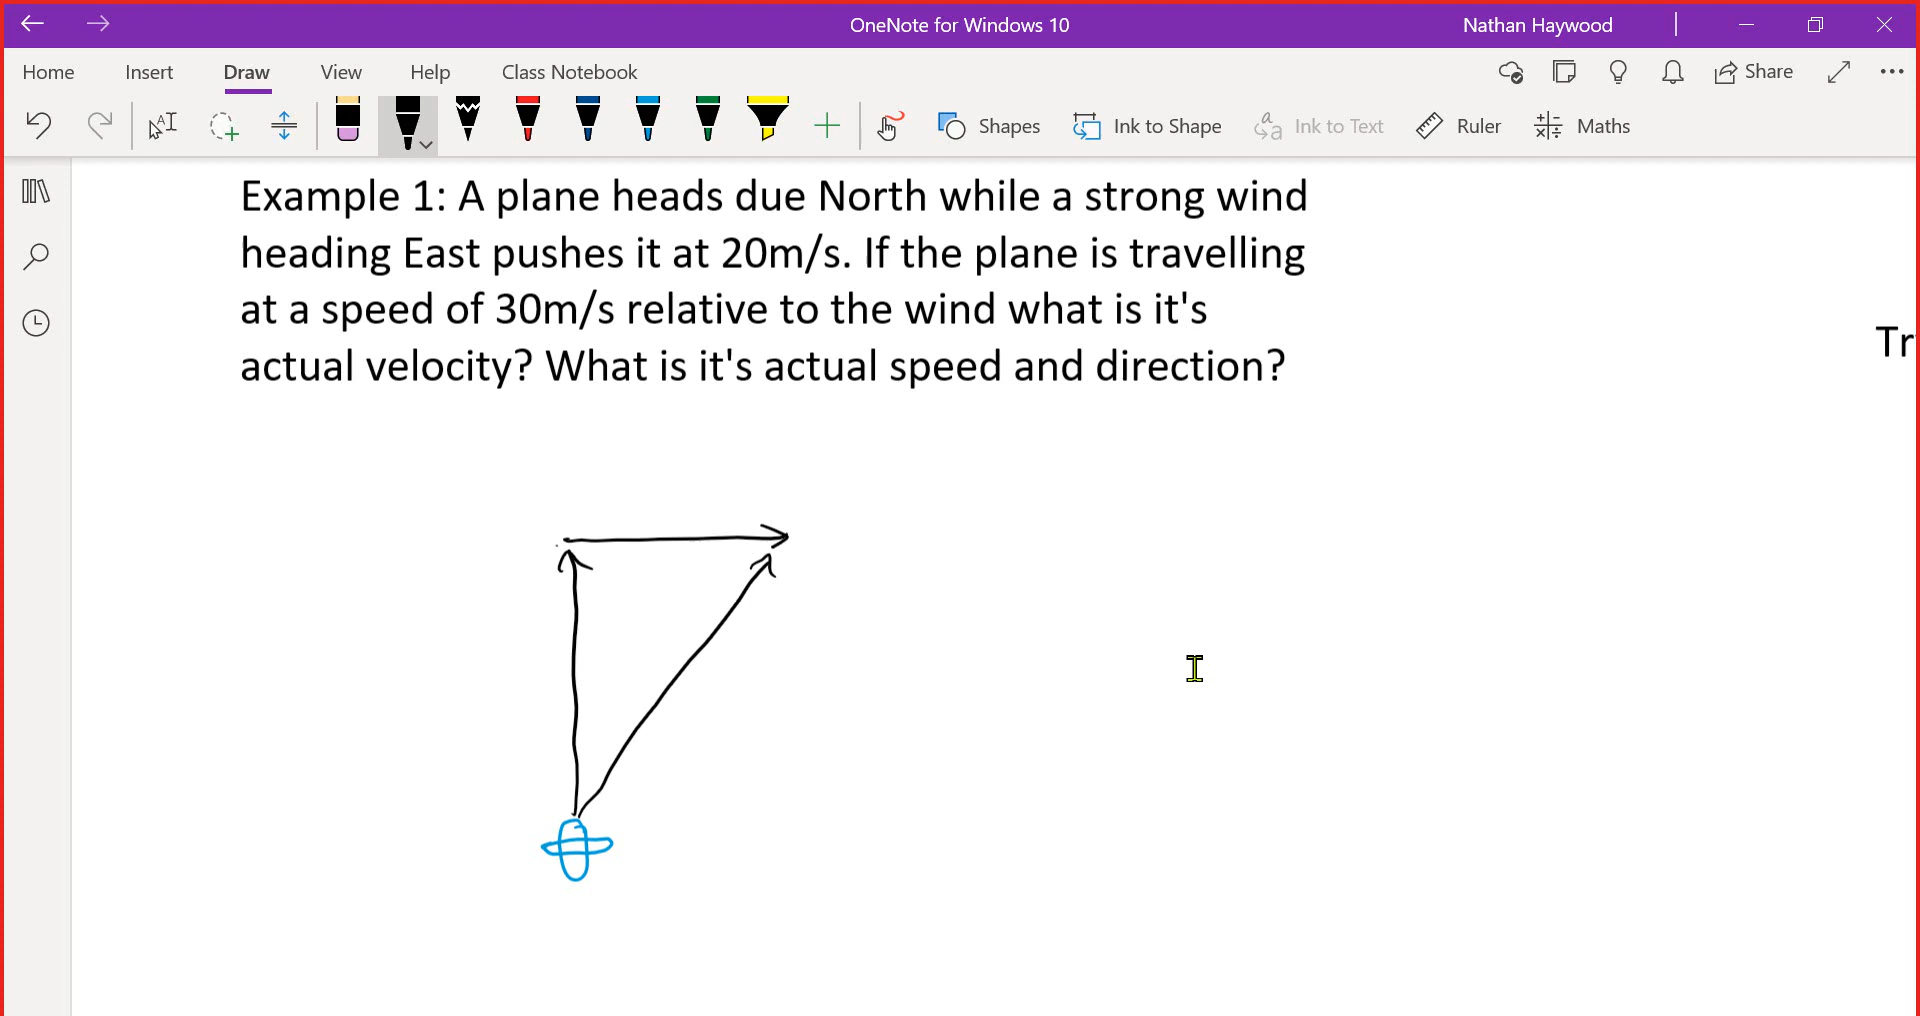 OneNote for Windows 10
Nathan Haywood
Home Insert Draw View Help Class Notebook
Share
Shapes Ink to Shape Ink to Text Ruler Maths
Example 1: A plane heads due North while a strong wind
heading East pushes it at 20m/s. If the plane is travelling
at a speed of 30m/s relative to the wind what is it's
actual velocity? What is it's actual speed and direction?
Tr